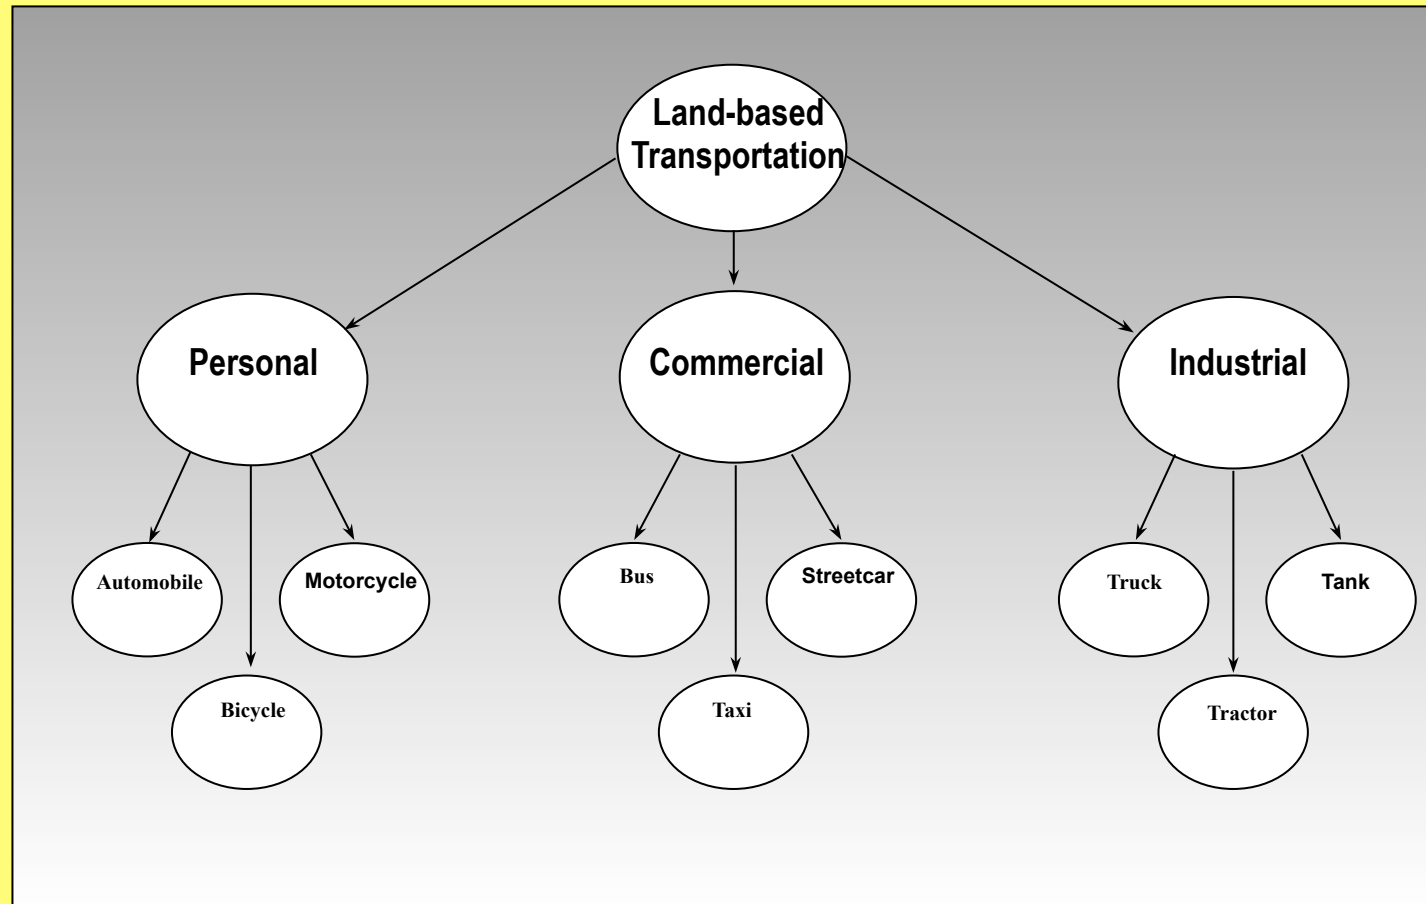 Land-based
Transportation
Personal
Commercial
Industrial
Automobile
Motorcycle
Bus
Streetcar
Truck
Tank
Bicycle
Taxi
Tractor